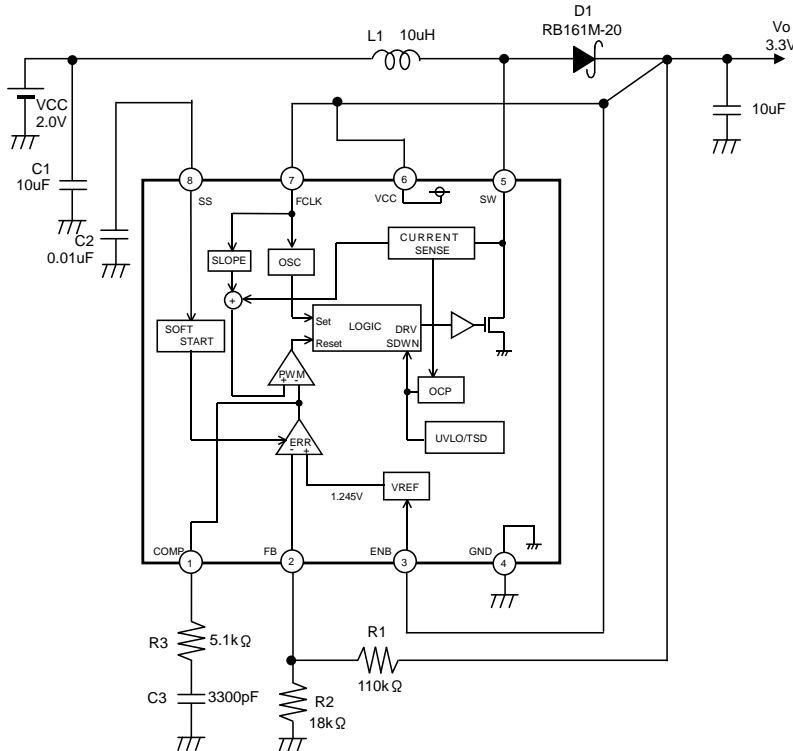 D1
RB161M-20
L1 10uH
Vo
3.3V
VCC
2.0V
10uF
C1
10uF
C2
0.01uF
8
7
6
5
SS
FCLK
VCC
SW
CURRENT
SENSE
SLOPE
OSC
+
SOFT
START
Set
LOGIC
DRV
Reset
SDWN
PWM
+ -
OCP
UVLO/TSD
ERR
- +
1.245V
VREF
COMP
FB
ENB
GND
1
2
3
4
R3 5.1kΩ
R1
110kΩ
C3 3300pF
R2
18kΩ